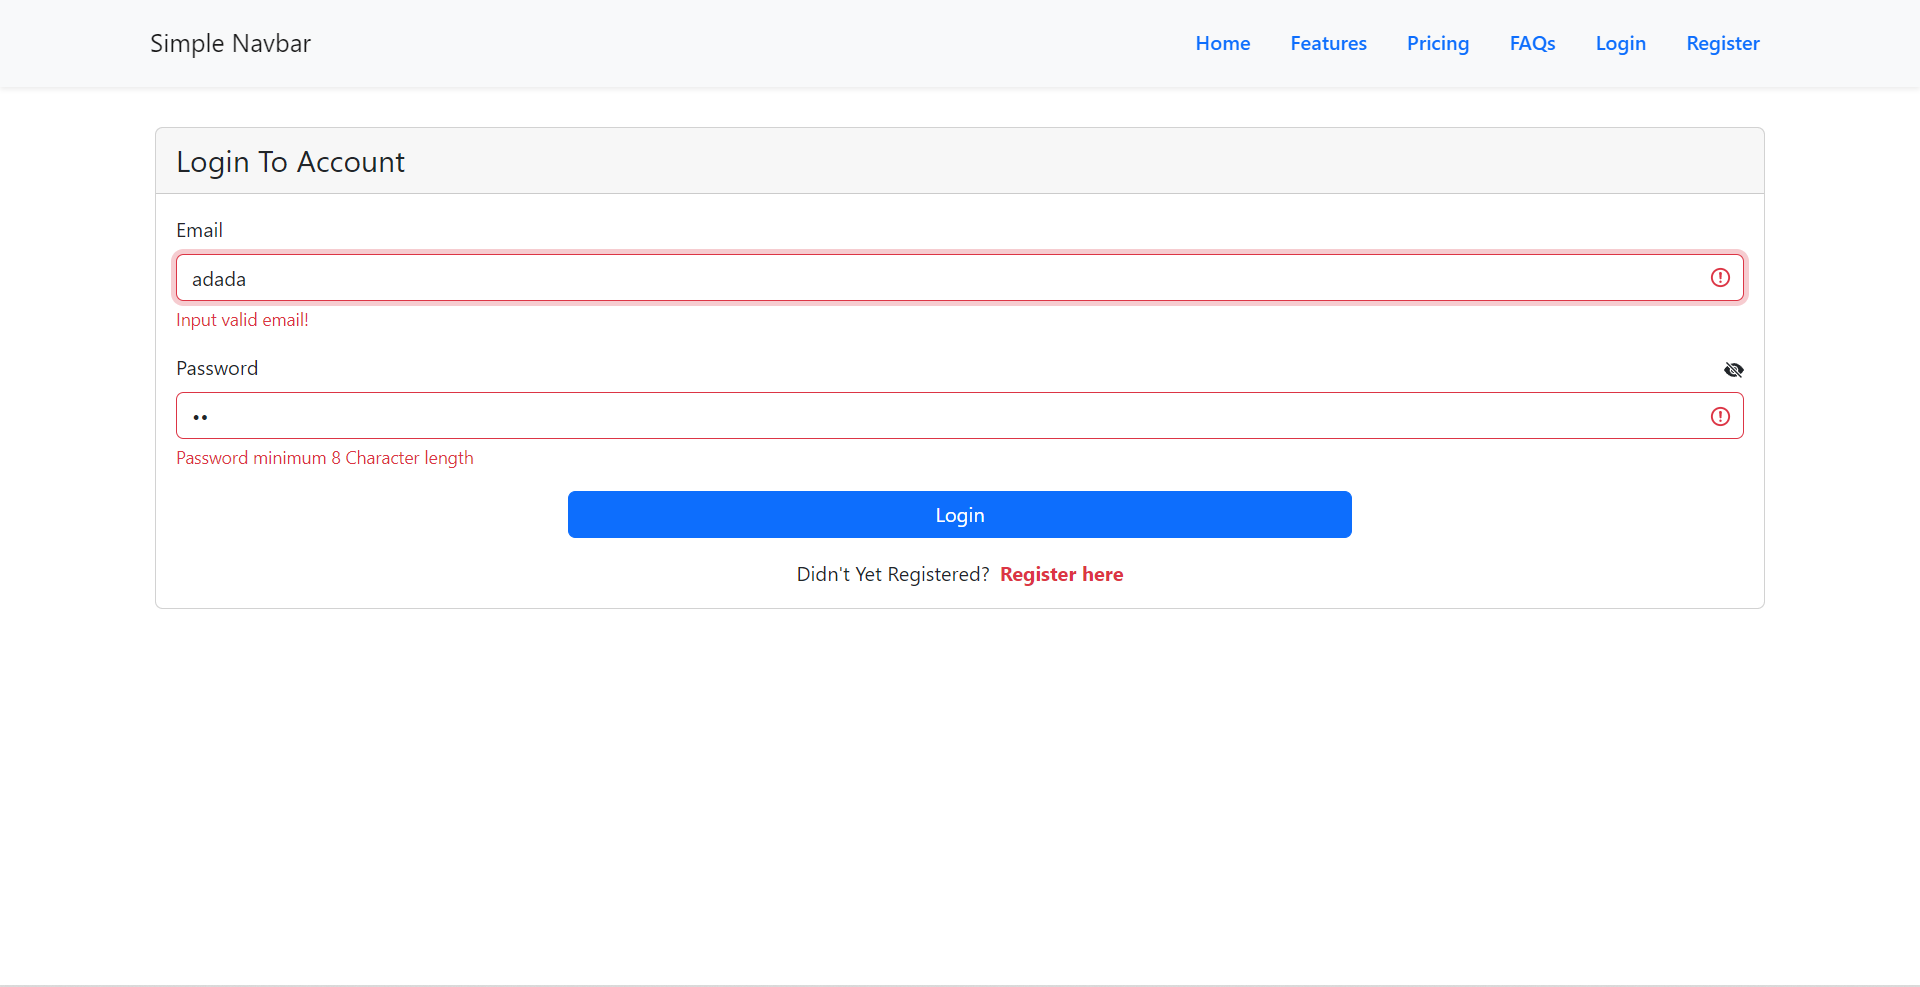 Simple Navbar Home Features Pricing FAQs Login Register
Login To Account
Email
adada
Input valid email!
Password
••
Password minimum 8 Character length
Login
Didn't Yet Registered? Register here